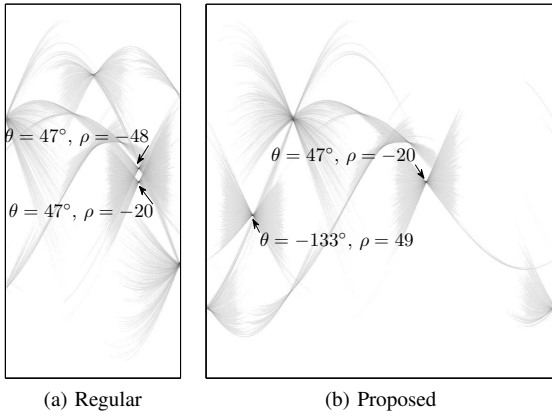 θ = 47°, ρ = −48
θ = 47°, ρ = −20
(a) Regular
θ = 47°, ρ = −20
θ = −133°, ρ = 49
(b) Proposed